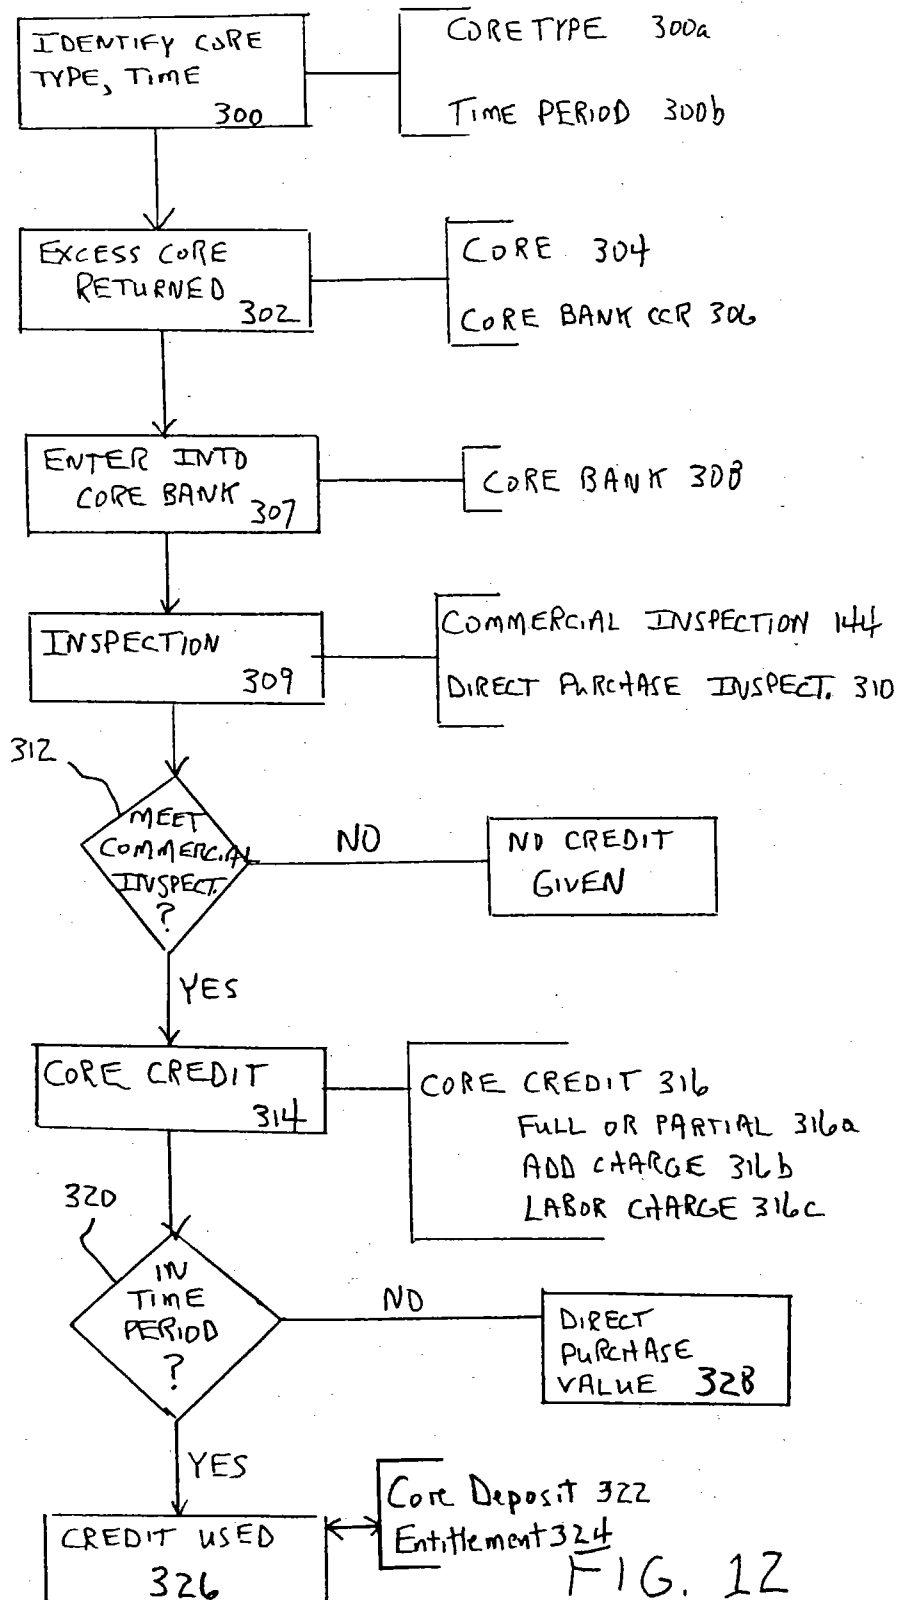 IDENTIFY CORE
TYPE, TIME
300
CORE TYPE 300a
TIME PERIOD 300b
EXCESS CORE
RETURNED
302
CORE 304
CORE BANK CCR 306
ENTER INTO
CORE BANK
307
CORE BANK 308
INSPECTION
309
COMMERCIAL INSPECTION 144
DIRECT PURCHASE INSPECT. 310
312
MEET
COMMERCIAL
INSPECT.
?
NO
NO CREDIT
GIVEN
YES
CORE CREDIT
314
CORE CREDIT 316
FULL OR PARTIAL 316a
ADD CHARGE 316b
LABOR CHARGE 316c
320
IN
TIME
PERIOD
?
NO
DIRECT
PURCHASE
VALUE 328
YES
CREDIT USED
326
Core Deposit 322
Entitlement 324
FIG. 12